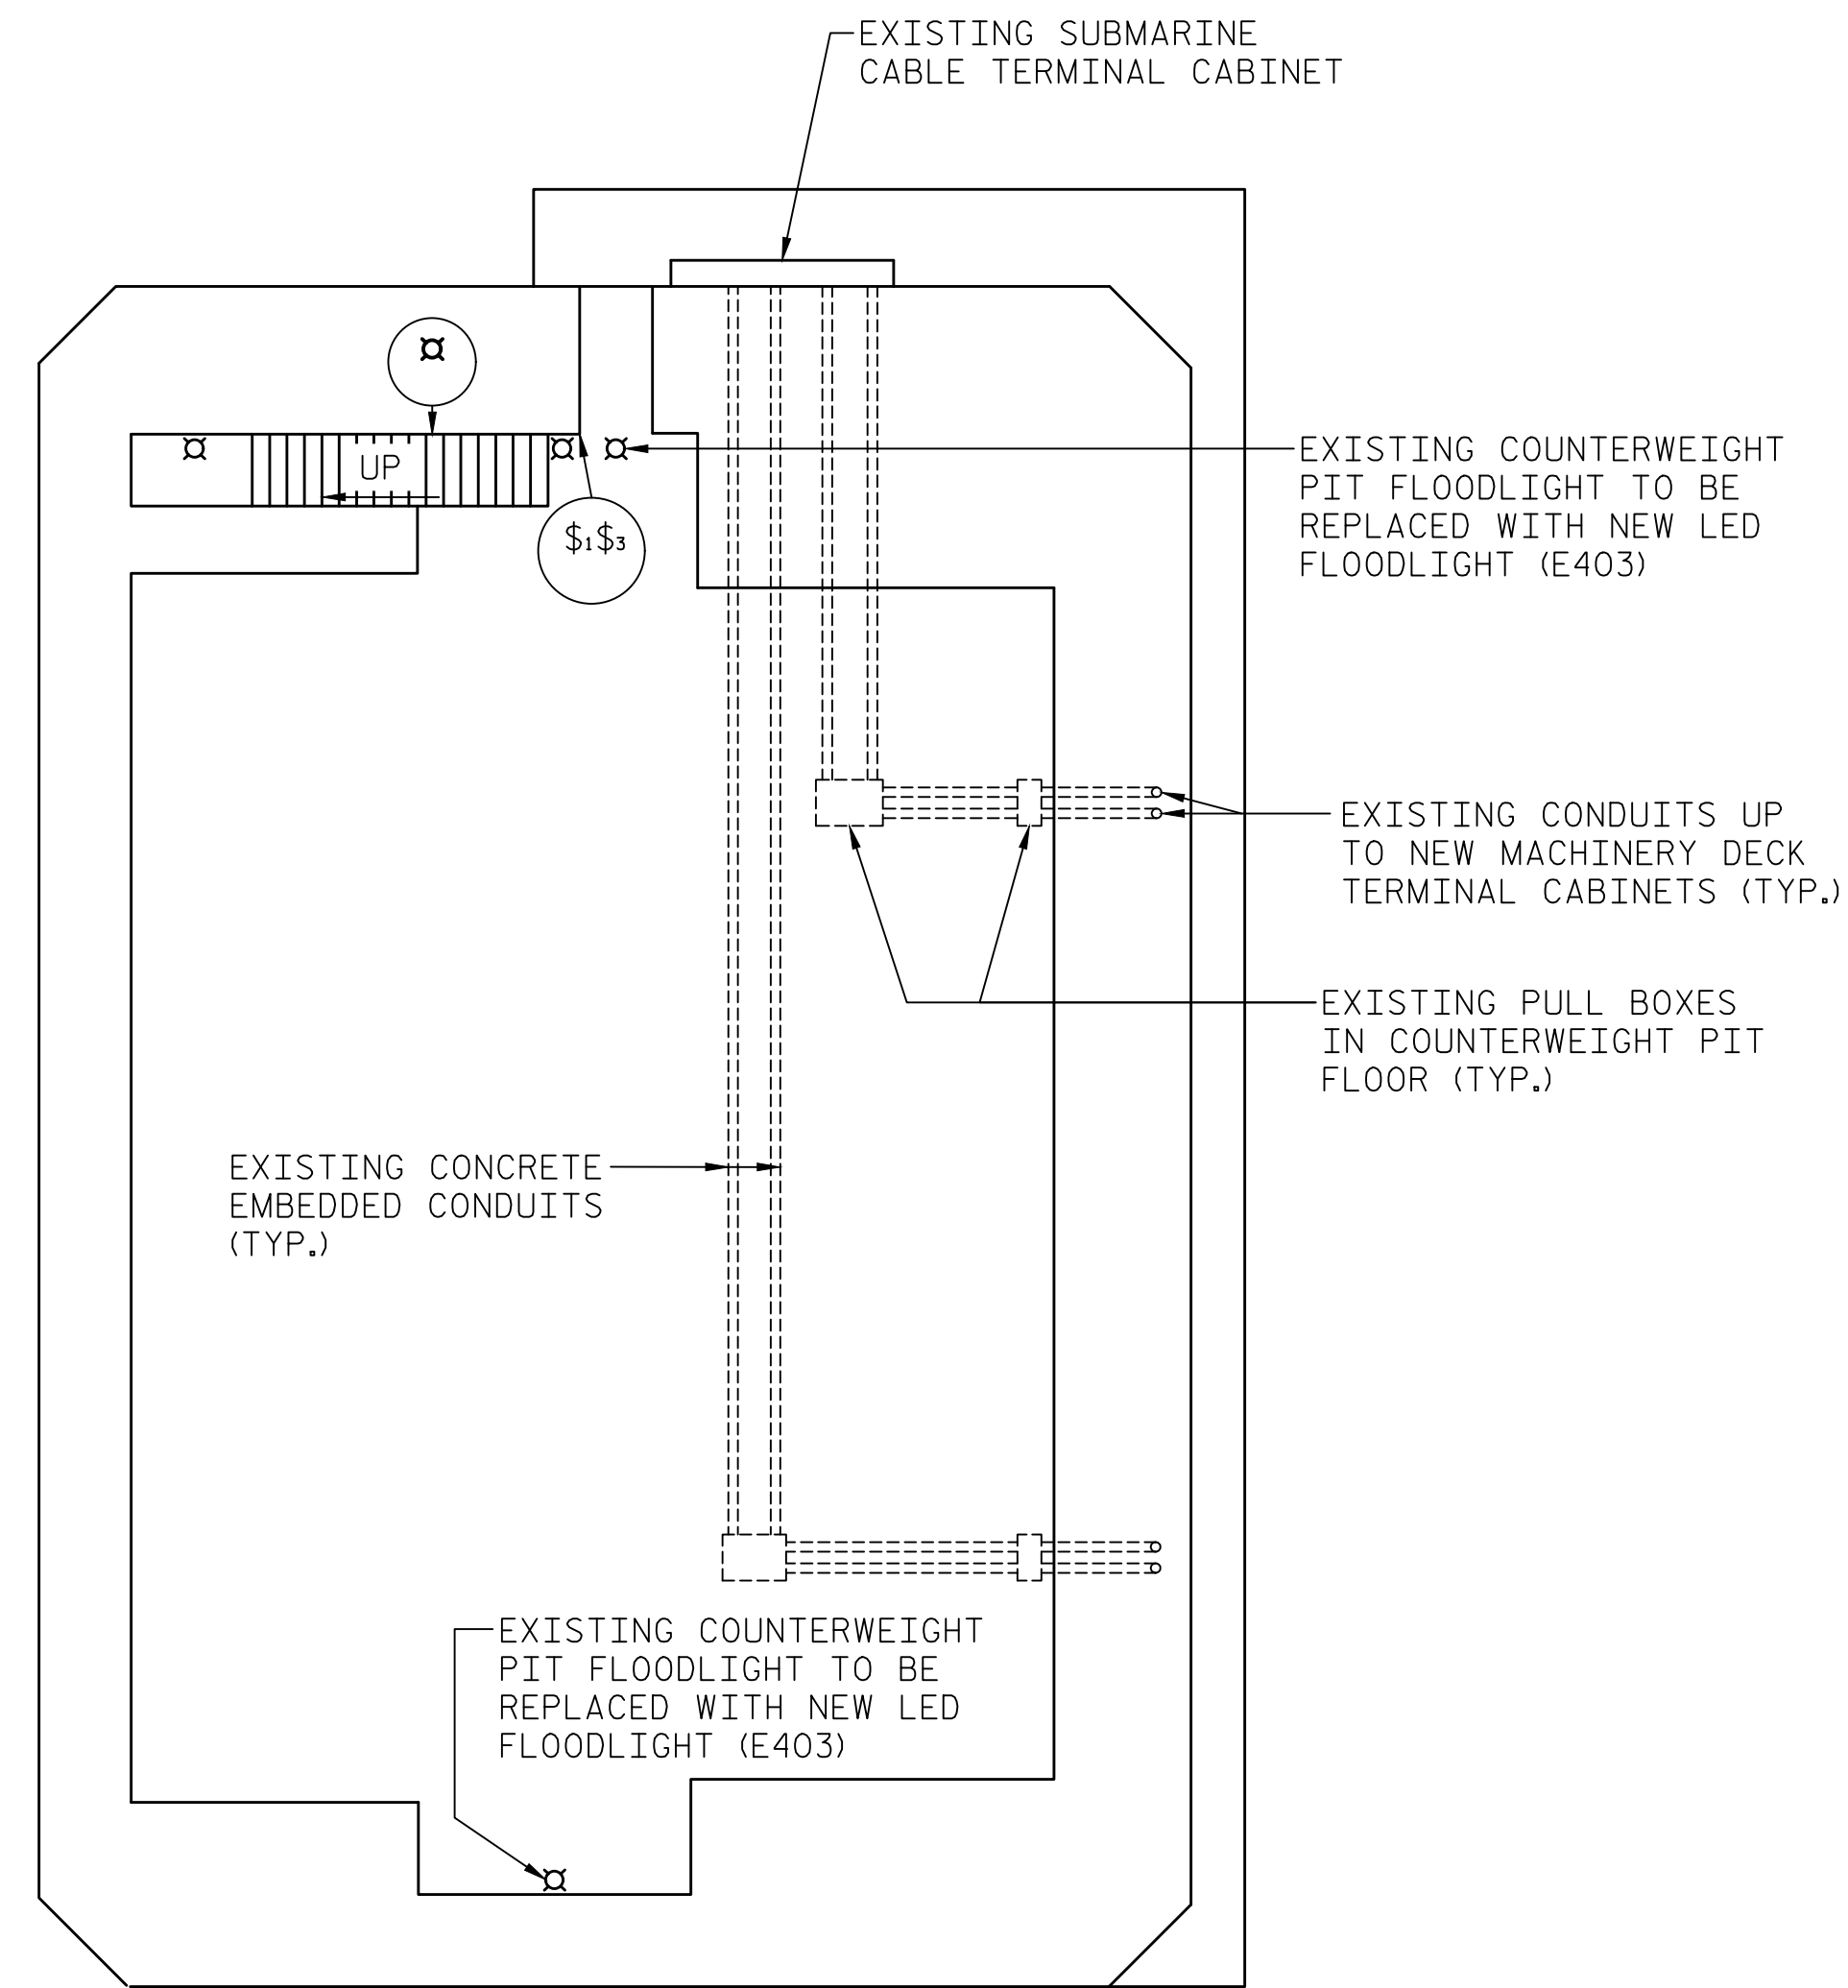 EXISTING SUBMARINE
CABLE TERMINAL CABINET
EXISTING COUNTERWEIGHT
PIT FLOODLIGHT TO BE
REPLACED WITH NEW LED
FLOODLIGHT (E403)
UP
$1$3
EXISTING CONDUITS UP
TO NEW MACHINERY DECK
TERMINAL CABINETS (TYP.)
EXISTING PULL BOXES
IN COUNTERWEIGHT PIT
FLOOR (TYP.)
EXISTING CONCRETE
EMBEDDED CONDUITS
(TYP.)
EXISTING COUNTERWEIGHT
PIT FLOODLIGHT TO BE
REPLACED WITH NEW LED
FLOODLIGHT (E403)